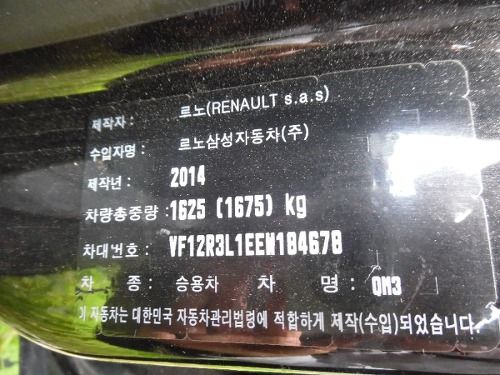 제작자 : 르노(RENAULT s.a.s)
수입자명 : 르노삼성자동차(주)
제작년 : 2014
차량총중량 : 1625 (1675) kg
차대번호 : VF12R3L1EEW184678
차 종 : 승용차 차 명 : QM3
이 자동차는 대한민국 자동차관리법령에 적합하게 제작(수입)되었습니다.